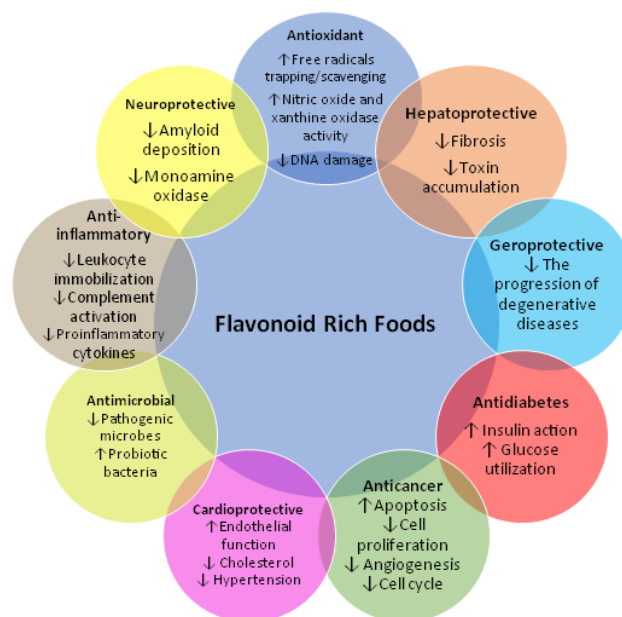 Antioxidant
↑Free radicals
trapping/scavenging
↑Nitric oxide and
xanthine oxidase
activity
↓DNA damage
Hepatoprotective
↓Fibrosis
↓Toxin
accumulation
Geroprotective
↓ The
progression of
degenerative
diseases
Antidiabetes
↑ Insulin action
↑ Glucose
utilization
Anticancer
↑Apoptosis
↓Cell
proliferation
↓Angiogenesis
↓Cell cycle
Cardioprotective
↑Endothelial
function
↓Cholesterol
↓Hypertension
Antimicrobial
↓Pathogenic
microbes
↑Probiotic
bacteria
Anti-
inflammatory
↓Leukocyte
immobilization
↓Complement
activation
↓Proinflammatory
cytokines
Neuroprotective
↓Amyloid
deposition
↓Monoamine
oxidase
Flavonoid Rich Foods